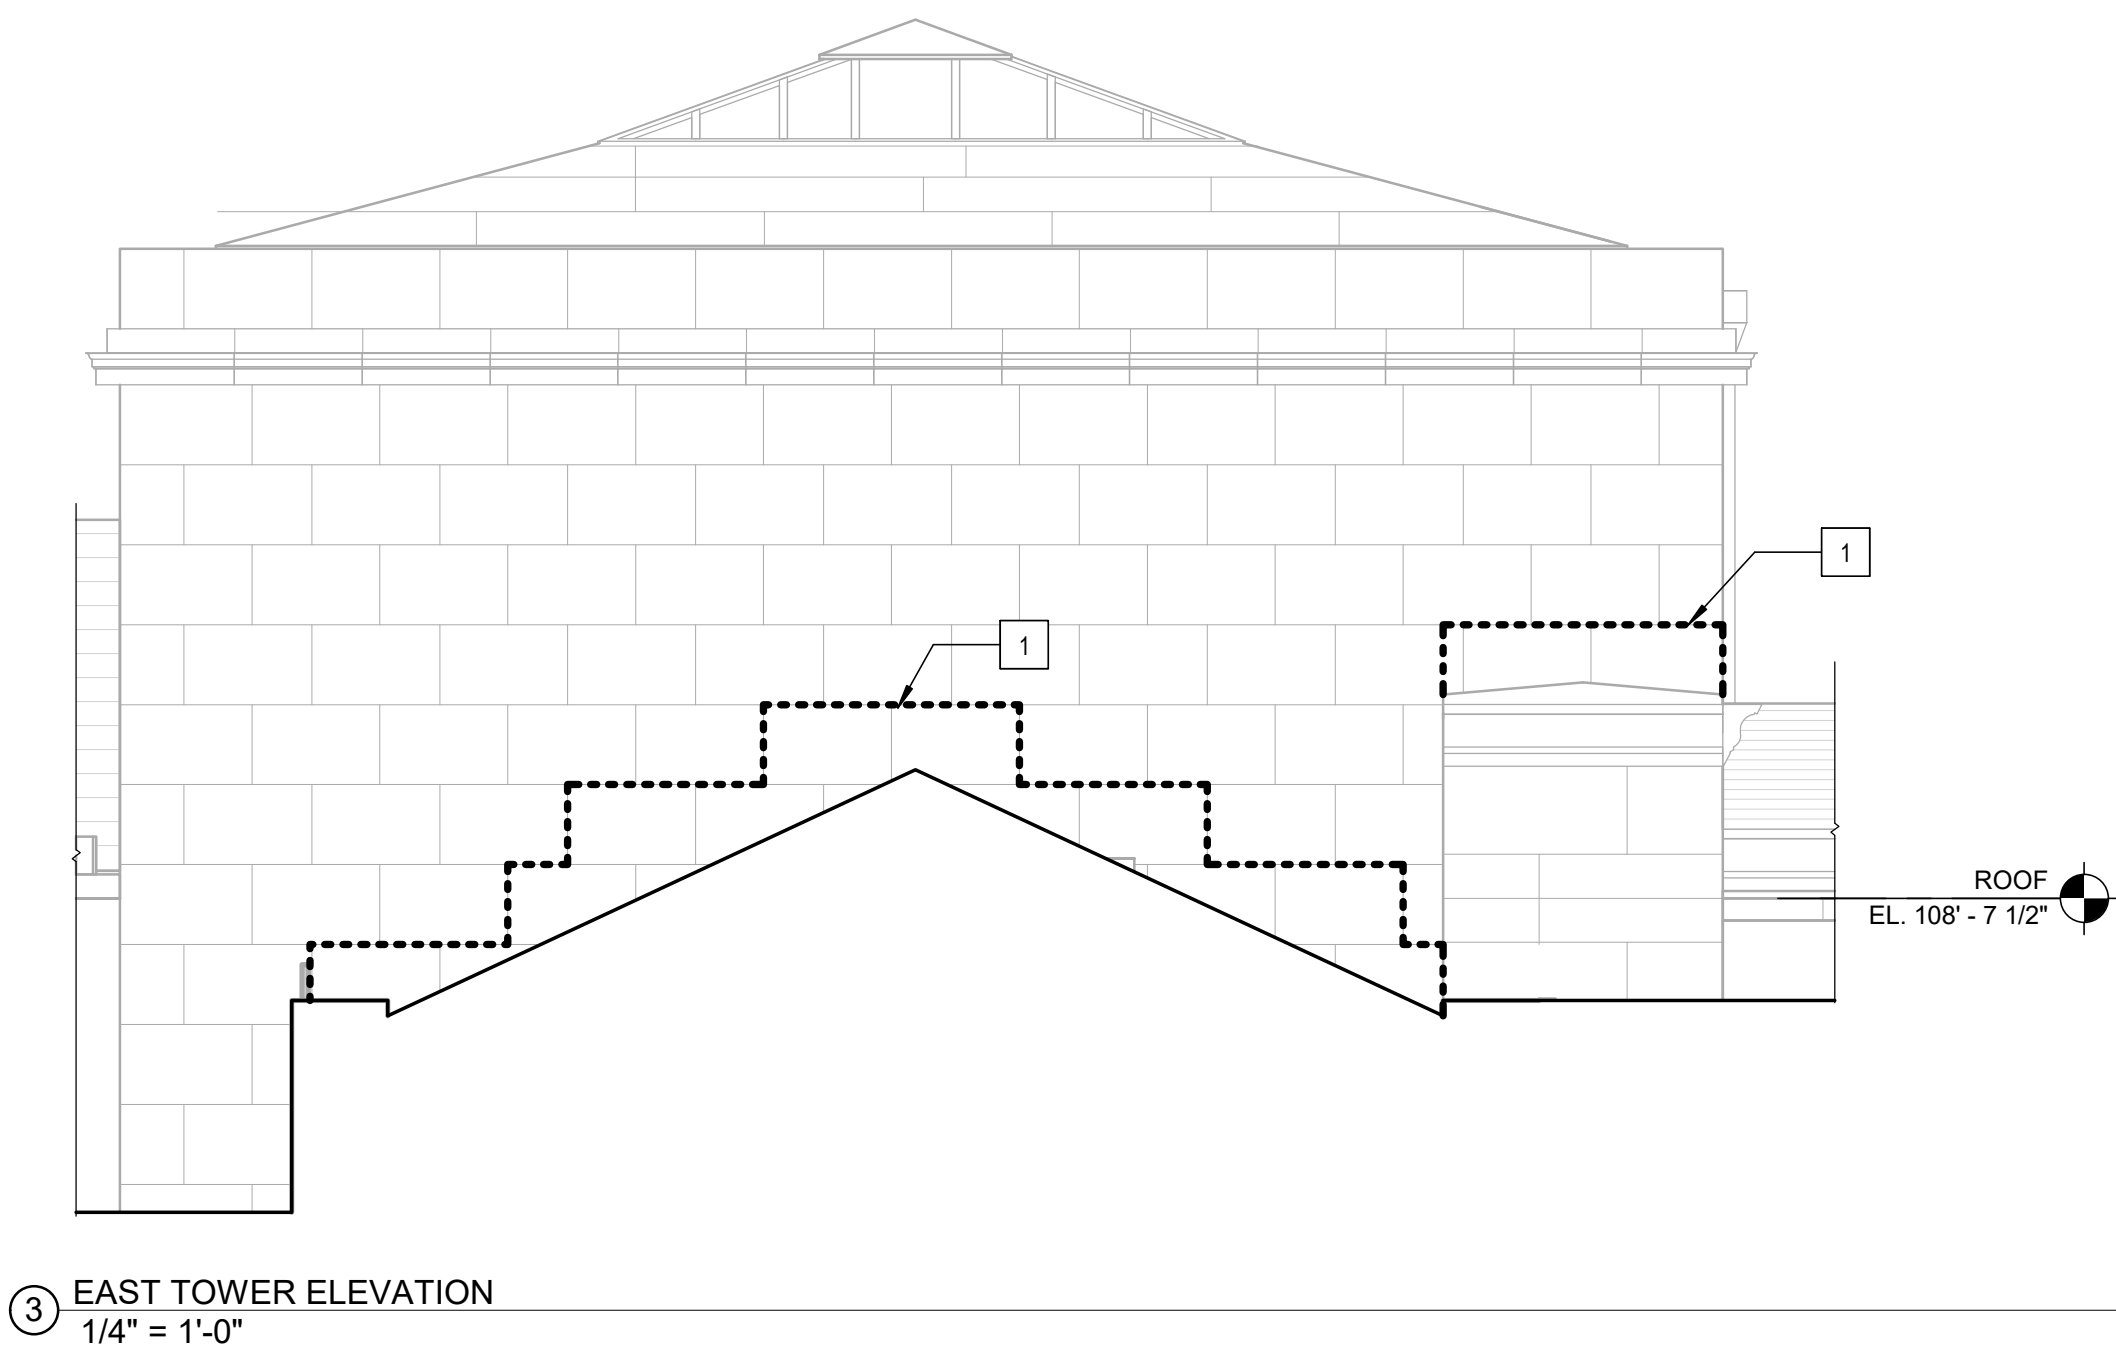 1
1
ROOF
EL. 108' - 7 1/2"
3
EAST TOWER ELEVATION
1/4" = 1'-0"